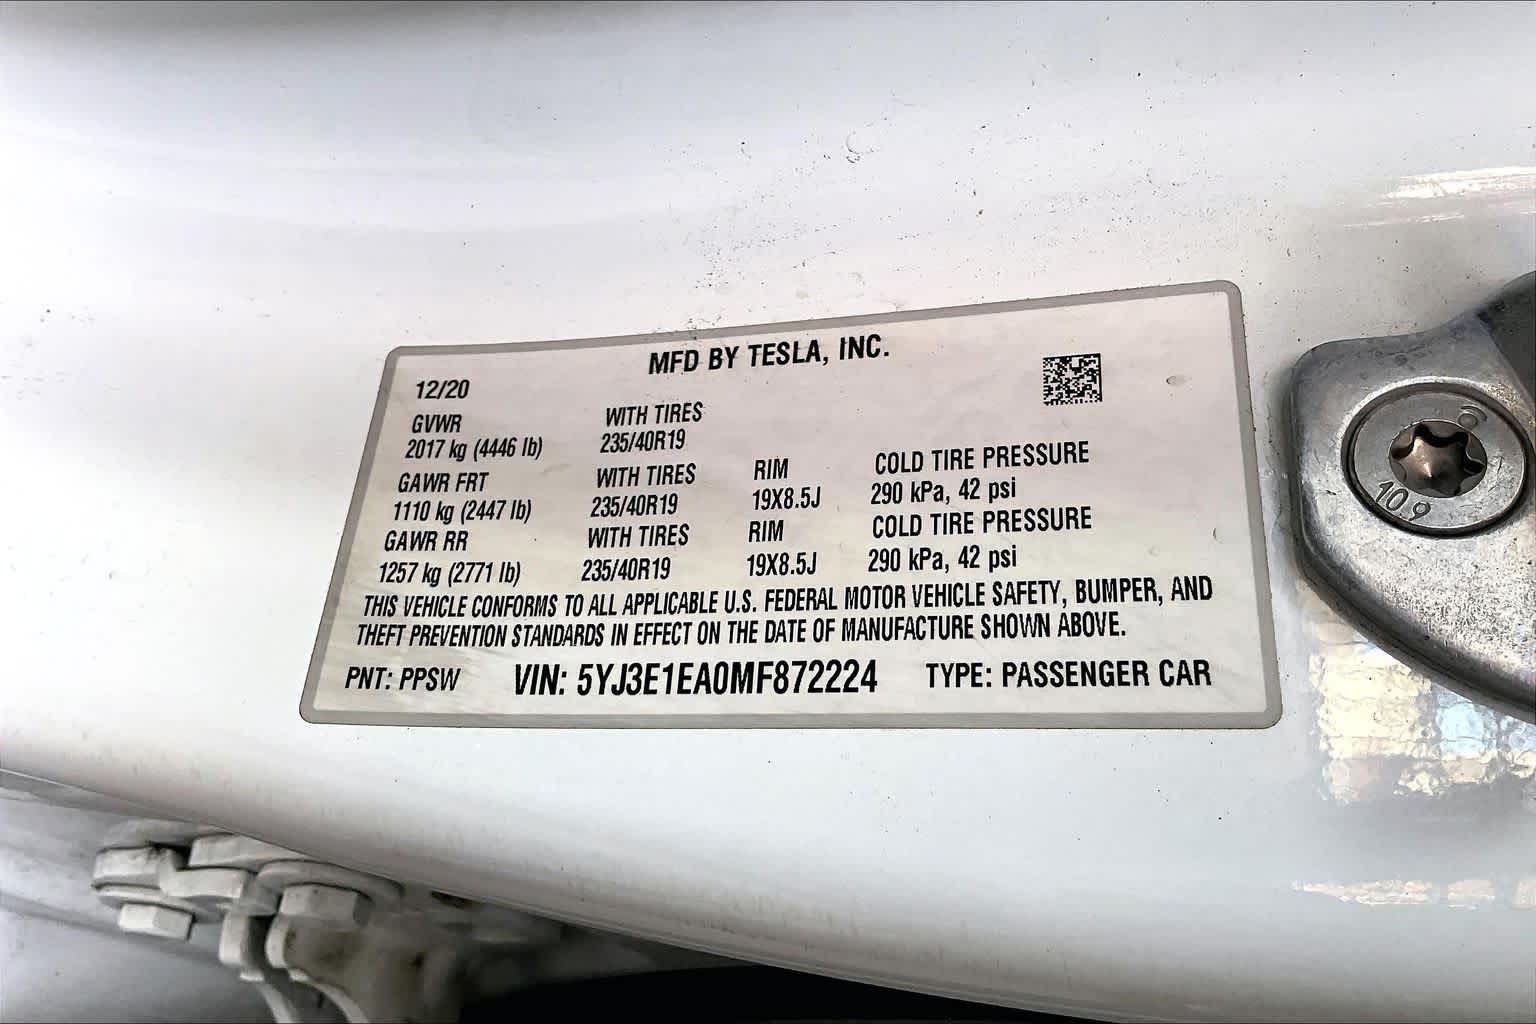 MFD BY TESLA, INC.
12/20
GVWR WITH TIRES
2017 kg (4446 lb) 235/40R19
GAWR FRT WITH TIRES RIM COLD TIRE PRESSURE
1110 kg (2447 lb) 235/40R19 19X8.5J 290 kPa, 42 psi
GAWR RR WITH TIRES RIM COLD TIRE PRESSURE
1257 kg (2771 lb) 235/40R19 19X8.5J 290 kPa, 42 psi
THIS VEHICLE CONFORMS TO ALL APPLICABLE U.S. FEDERAL MOTOR VEHICLE SAFETY, BUMPER, AND
THEFT PREVENTION STANDARDS IN EFFECT ON THE DATE OF MANUFACTURE SHOWN ABOVE.
PNT: PPSW VIN: 5YJ3E1EA0MF872224 TYPE: PASSENGER CAR
10.9